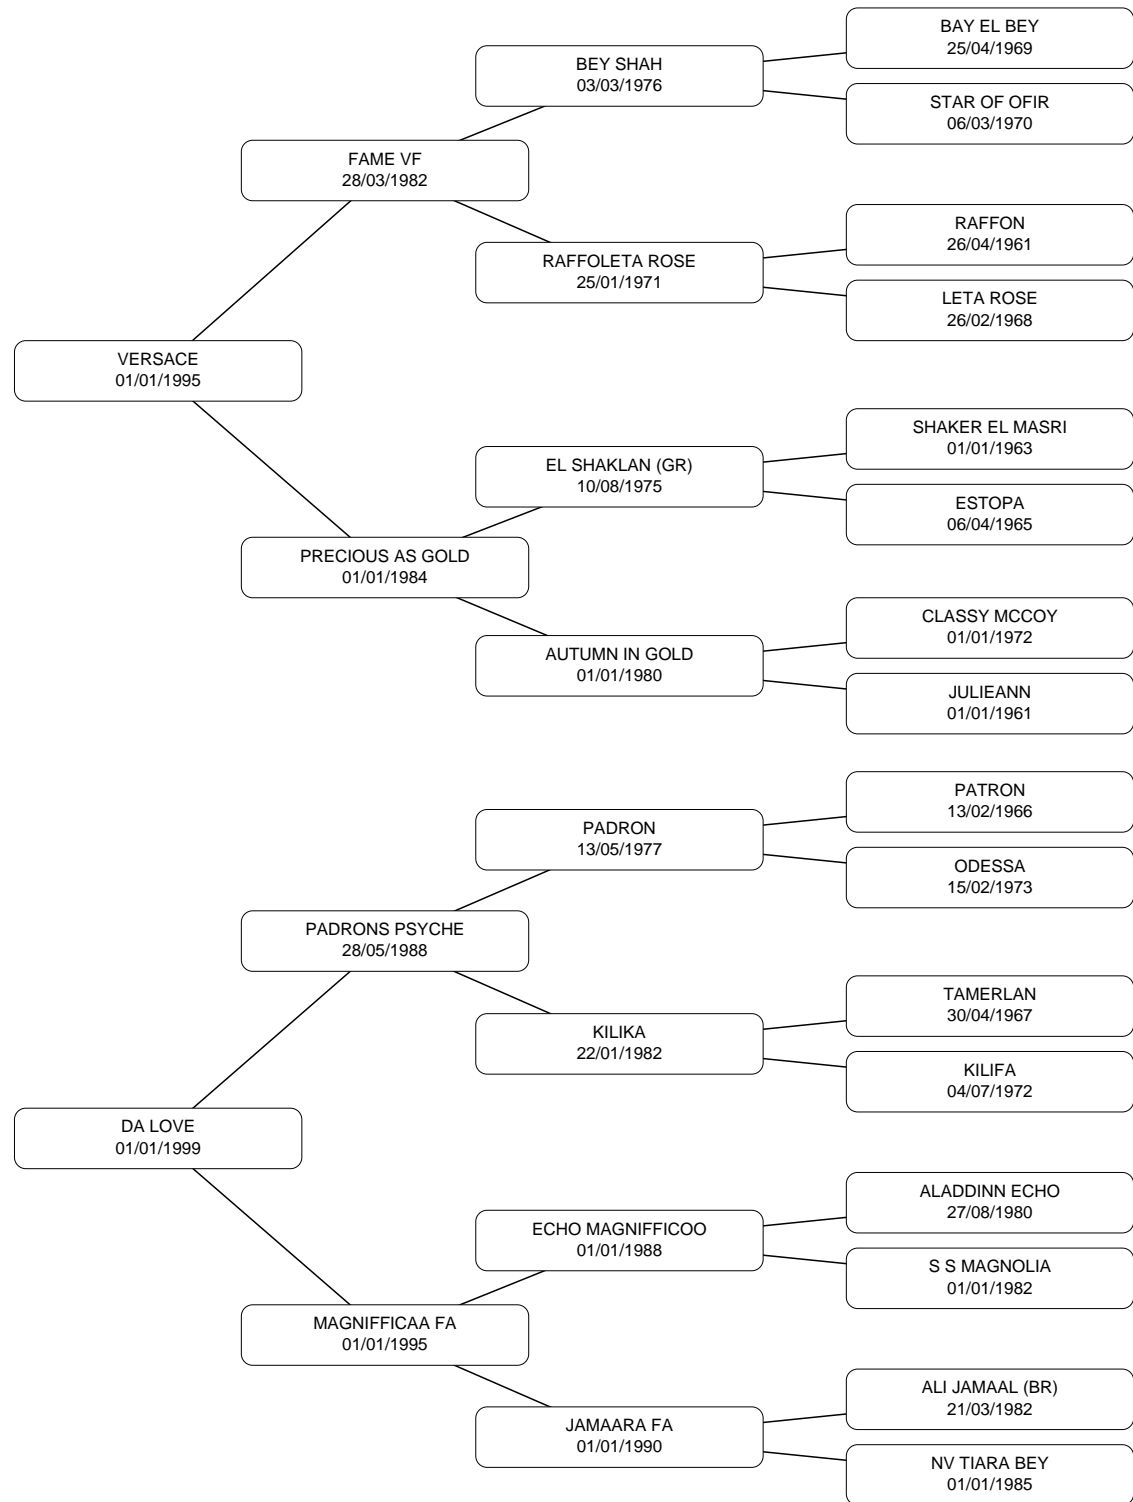 BAY EL BEY
25/04/1969
BEY SHAH
03/03/1976
STAR OF OFIR
06/03/1970
FAME VF
28/03/1982
RAFFON
26/04/1961
RAFFOLETA ROSE
25/01/1971
LETA ROSE
26/02/1968
VERSACE
01/01/1995
SHAKER EL MASRI
01/01/1963
EL SHAKLAN (GR)
10/08/1975
ESTOPA
06/04/1965
PRECIOUS AS GOLD
01/01/1984
CLASSY MCCOY
01/01/1972
AUTUMN IN GOLD
01/01/1980
JULIEANN
01/01/1961
PATRON
13/02/1966
PADRON
13/05/1977
ODESSA
15/02/1973
PADRONS PSYCHE
28/05/1988
TAMERLAN
30/04/1967
KILIKA
22/01/1982
KILIFA
04/07/1972
DA LOVE
01/01/1999
ALADDINN ECHO
27/08/1980
ECHO MAGNIFFICOO
01/01/1988
S S MAGNOLIA
01/01/1982
MAGNIFFICAA FA
01/01/1995
ALI JAMAAL (BR)
21/03/1982
JAMAARA FA
01/01/1990
NV TIARA BEY
01/01/1985